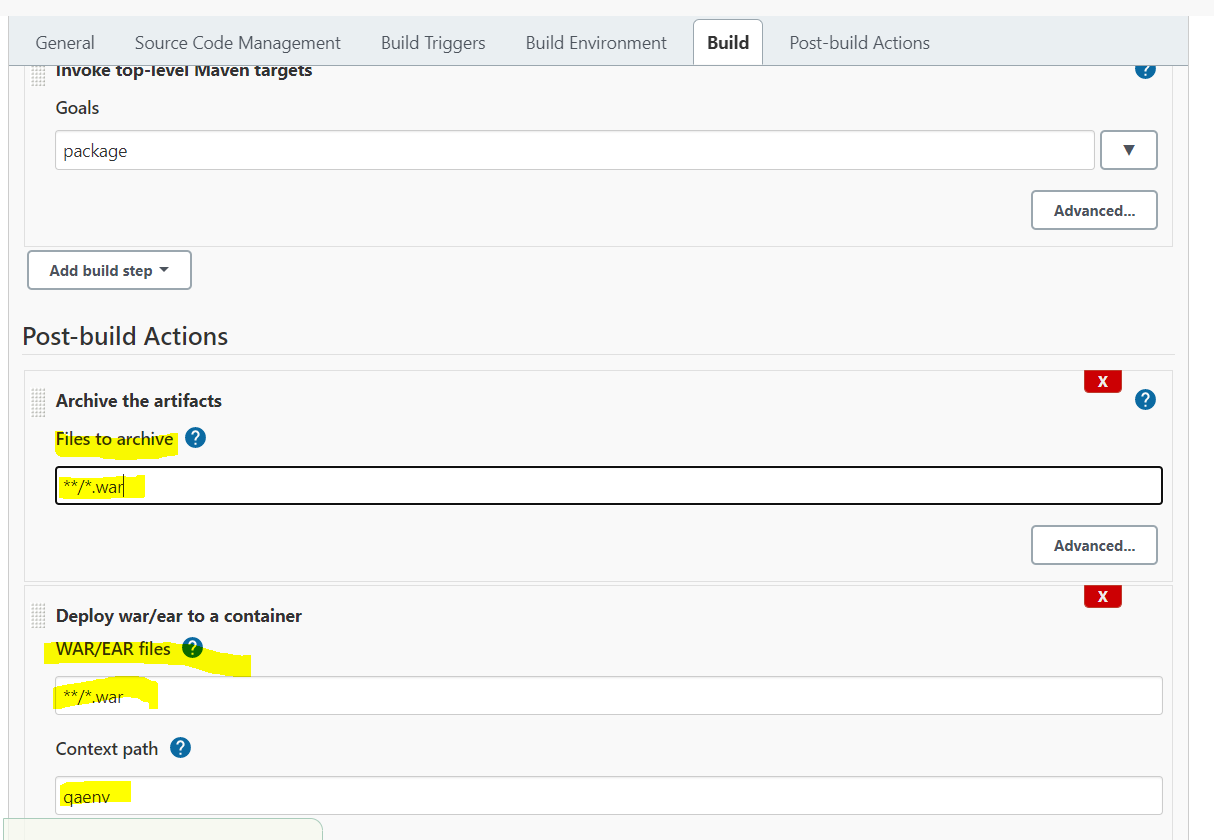 General Source Code Management Build Triggers Build Environment Build Post-build Actions
Invoke top-level Maven targets ?
Goals
package ▼
Advanced...
Add build step
Post-build Actions
X
Archive the artifacts ?
Files to archive ?
**/*.war
Advanced...
X
Deploy war/ear to a container
WAR/EAR files ?
**/*.war
Context path ?
qaenv